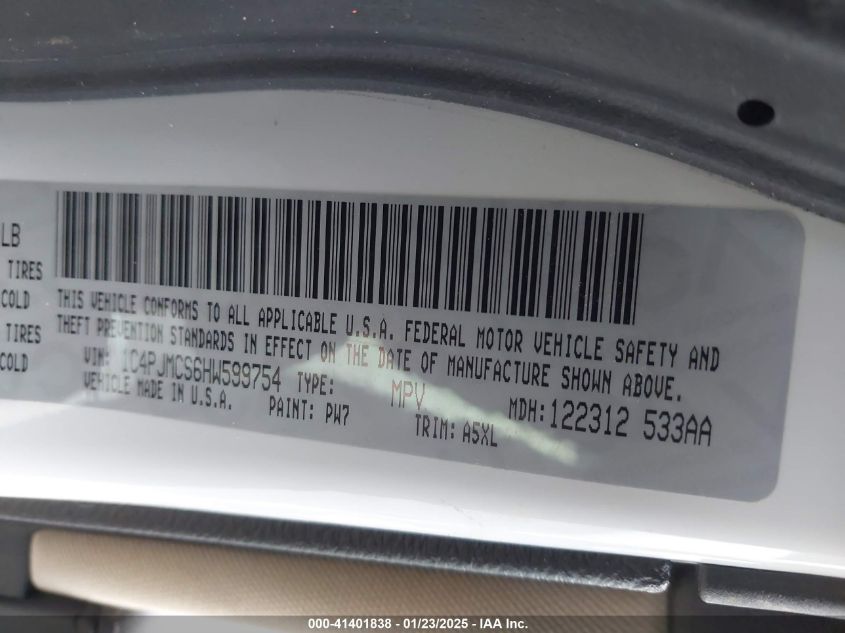 LB
TIRES
COLD
TIRES
COLD
THIS VEHICLE CONFORMS TO ALL APPLICABLE U.S.A. FEDERAL MOTOR VEHICLE SAFETY AND
THEFT PREVENTION STANDARDS IN EFFECT ON THE DATE OF MANUFACTURE SHOWN ABOVE.
VIN: 1C4PJMCS6HW599754 TYPE: MPV MDH: 122312 533AA
VEHICLE MADE IN U.S.A. PAINT: PW7 TRIM: A5XL
000-41401838 - 01/23/2025 - IAA Inc.